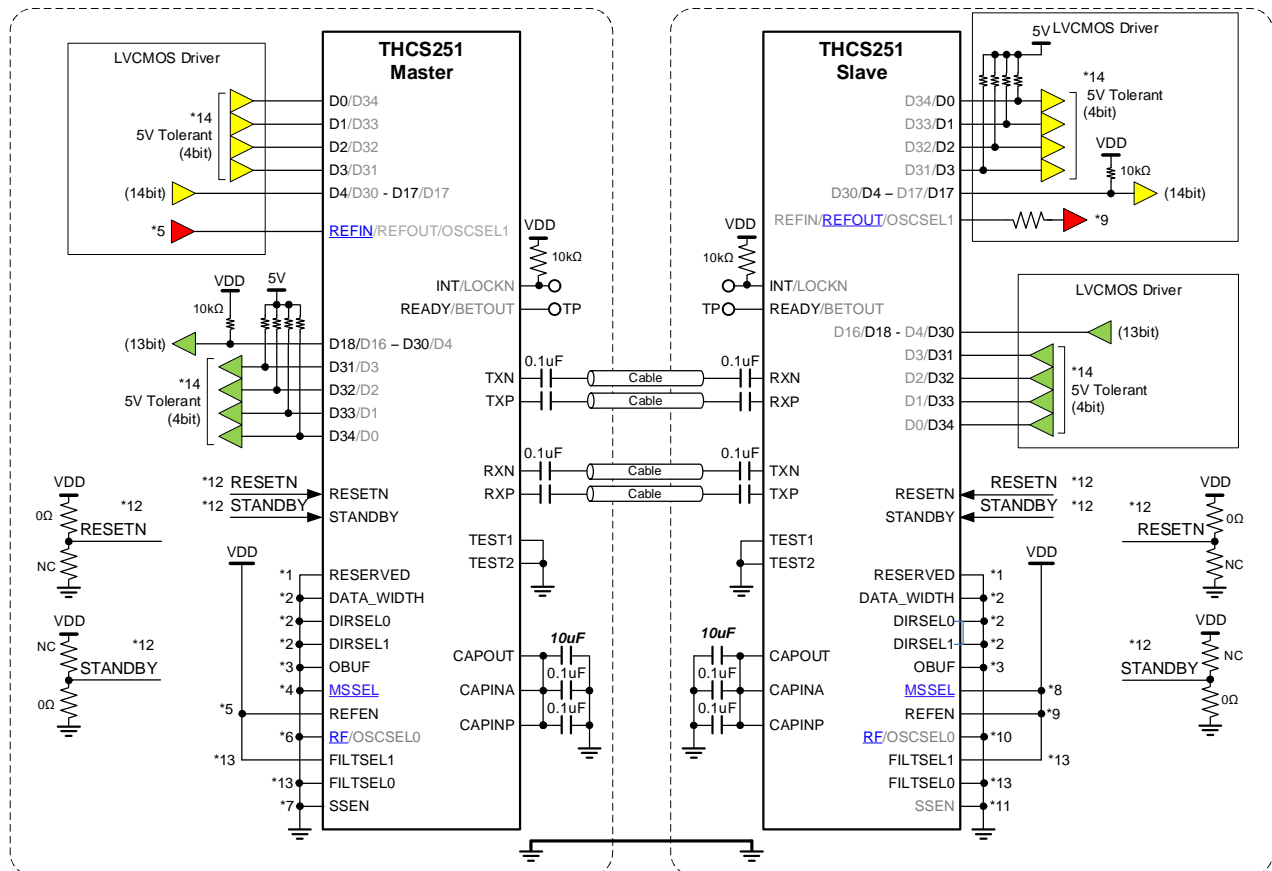 LVCMOS Driver
*14
5V Tolerant
(4bit)
(14bit)
*5
THCS251
Master
D0/D34
D1/D33
D2/D32
D3/D31
D4/D30 - D17/D17
REFIN/REFOUT/OSCSEL1
VDD
10kΩ
INT/LOCKN
READY/BETOUT
TP
VDD
5V
10kΩ
(13bit)
*14
5V Tolerant
(4bit)
D18/D16 – D30/D4
D31/D3
D32/D2
D33/D1
D34/D0
TXN
TXP
RXN
RXP
0.1uF
Cable
Cable
0.1uF
0.1uF
Cable
Cable
0.1uF
*12 RESETN
*12 STANDBY
RESETN
STANDBY
VDD
0Ω
*12
RESETN
NC
VDD
NC
*12
STANDBY
0Ω
VDD
TEST1
TEST2
*1 RESERVED
*2 DATA_WIDTH
*2 DIRSEL0
*2 DIRSEL1
*3 OBUF
*4 MSSEL
*5 REFEN
*6 RF/OSCSEL0
*13 FILTSEL1
*13 FILTSEL0
*7 SSEN
CAPOUT
CAPINA
CAPINP
10uF
0.1uF
0.1uF
THCS251
Slave
LVCMOS Driver
5V
*14
5V Tolerant
(4bit)
VDD
10kΩ
(14bit)
*9
D34/D0
D33/D1
D32/D2
D31/D3
D30/D4 – D17/D17
REFIN/REFOUT/OSCSEL1
VDD
10kΩ
INT/LOCKN
TP
READY/BETOUT
LVCMOS Driver
(13bit)
*14
5V Tolerant
(4bit)
D16/D18 - D4/D30
D3/D31
D2/D32
D1/D33
D0/D34
RXN
RXP
TXN
TXP
RESETN
STANDBY
RESETN *12
STANDBY *12
VDD
*12
0Ω
RESETN
NC
VDD
*12
NC
STANDBY
0Ω
VDD
TEST1
TEST2
RESERVED *1
DATA_WIDTH *2
DIRSEL0 *2
DIRSEL1 *2
OBUF *3
MSSEL *8
REFEN *9
RF/OSCSEL0 *10
FILTSEL1 *13
FILTSEL0 *13
SSEN *11
10uF
0.1uF
0.1uF
CAPOUT
CAPINA
CAPINP